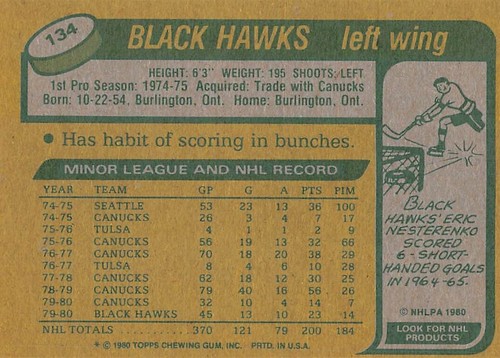 134
BLACK HAWKS left wing
HEIGHT: 6'3" WEIGHT: 195 SHOOTS: LEFT
1st Pro Season: 1974-75 Acquired: Trade with Canucks
Born: 10-22-54, Burlington, Ont. Home: Burlington, Ont.
• Has habit of scoring in bunches.
MINOR LEAGUE AND NHL RECORD
YEAR TEAM GP G A PTS PIM
74-75 SEATTLE 53 23 13 36 100
74-75 CANUCKS 26 3 4 7 17
75-76 TULSA 4 1 1 2 9
75-76 CANUCKS 56 19 13 32 66
76-77 CANUCKS 70 18 20 38 29
76-77 TULSA 8 4 6 10 28
77-78 CANUCKS 62 18 12 30 25
78-79 CANUCKS 79 40 16 56 26
79-80 CANUCKS 32 10 4 14 7
79-80 BLACK HAWKS 45 13 10 23 14
NHL TOTALS ........... 370 121 79 200 184
* © 1980 TOPPS CHEWING GUM, INC. PRTD. IN U.S.A.
BLACK
HAWKS' ERIC
NESTERENKO
SCORED
6-SHORT-
HANDED GOALS
IN 1964-65.
© NHLPA 1980
LOOK FOR NHL
PRODUCTS